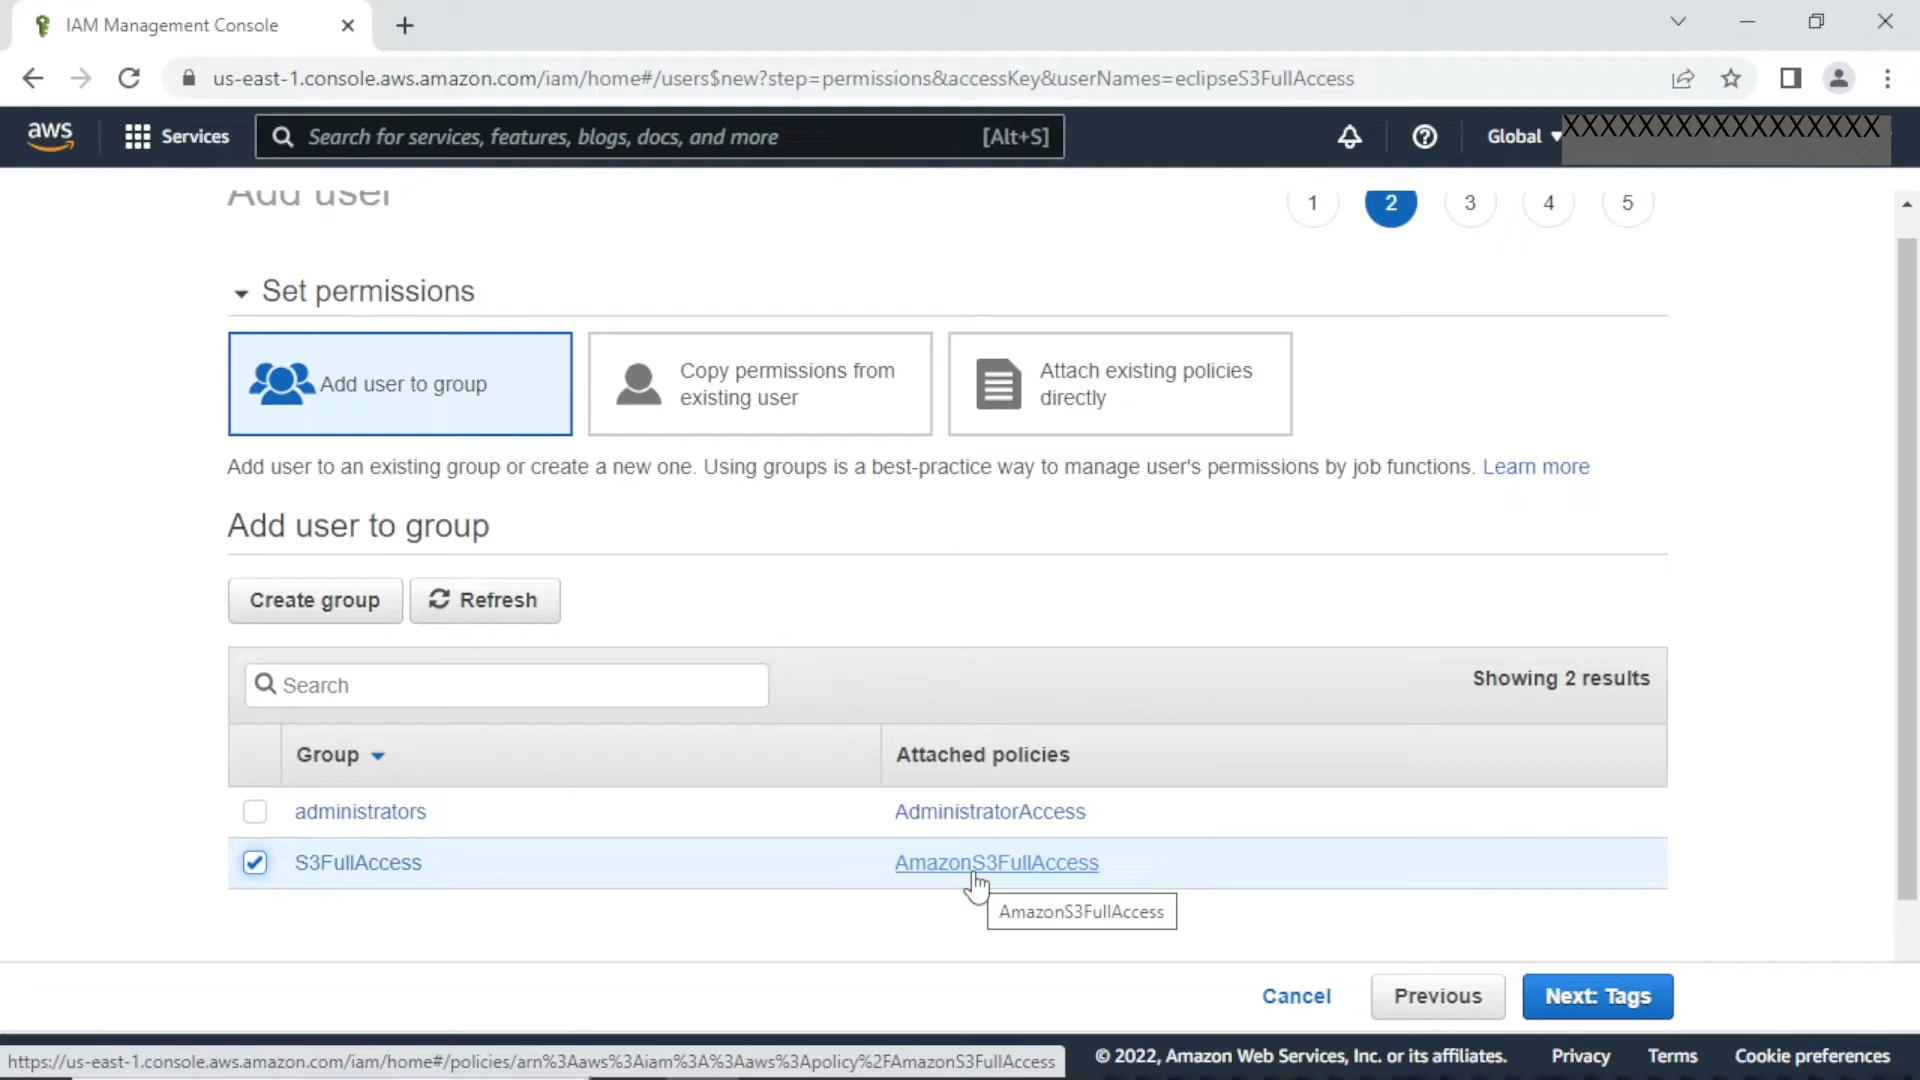 IAM Management Console
us-east-1.console.aws.amazon.com/iam/home#/users$new?step=permissions&accessKey&userNames=eclipseS3FullAccess
aws
Services
Search for services, features, blogs, docs, and more
[Alt+S]
Global
XXXXXXXXXXXXXXXXX
Add user
1
2
3
4
5
Set permissions
Add user to group
Copy permissions from
existing user
Attach existing policies
directly
Add user to an existing group or create a new one. Using groups is a best-practice way to manage user's permissions by job functions. Learn more
Add user to group
Create group
Refresh
Search
Showing 2 results
Group
Attached policies
administrators
AdministratorAccess
S3FullAccess
AmazonS3FullAccess
AmazonS3FullAccess
Cancel
Previous
Next: Tags
https://us-east-1.console.aws.amazon.com/iam/home#/policies/arn%3Aaws%3Aiam%3A%3Aaws%3Apolicy%2FAmazonS3FullAccess
© 2022, Amazon Web Services, Inc. or its affiliates.
Privacy
Terms
Cookie preferences